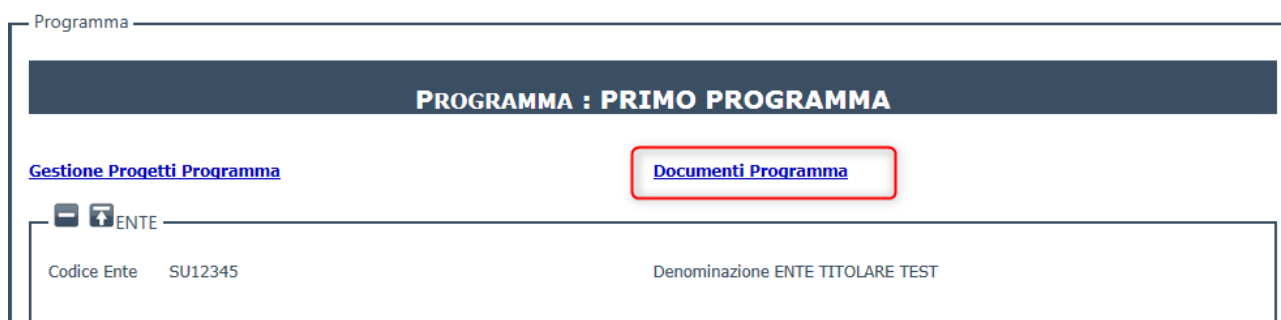 Programma
PROGRAMMA : PRIMO PROGRAMMA
Gestione Progetti Programma Documenti Programma
ENTE
Codice Ente SU12345 Denominazione ENTE TITOLARE TEST